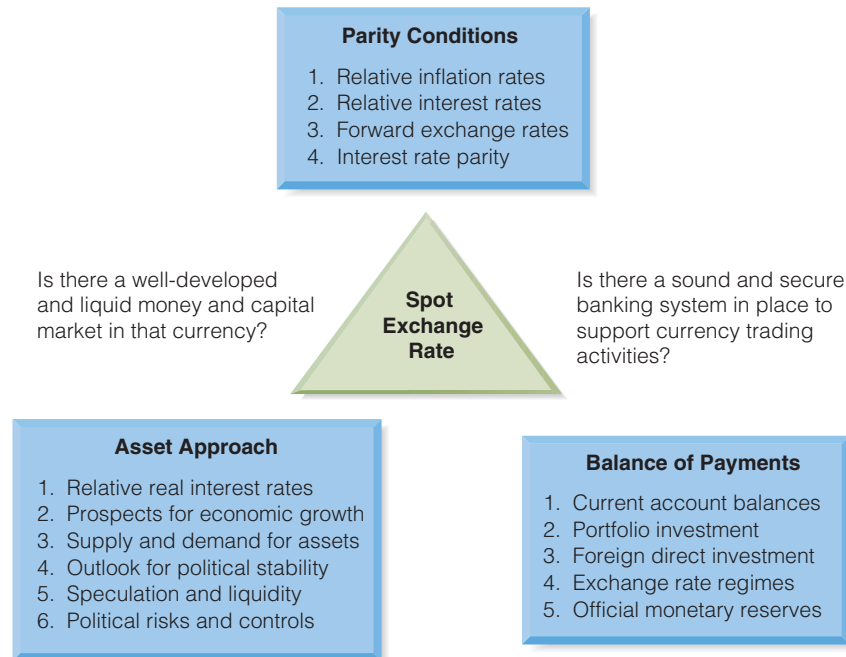 Parity Conditions
1. Relative inflation rates
2. Relative interest rates
3. Forward exchange rates
4. Interest rate parity
Is there a well-developed
and liquid money and capital
market in that currency?
Spot
Exchange
Rate
Is there a sound and secure
banking system in place to
support currency trading
activities?
Asset Approach
1. Relative real interest rates
2. Prospects for economic growth
3. Supply and demand for assets
4. Outlook for political stability
5. Speculation and liquidity
6. Political risks and controls
Balance of Payments
1. Current account balances
2. Portfolio investment
3. Foreign direct investment
4. Exchange rate regimes
5. Official monetary reserves